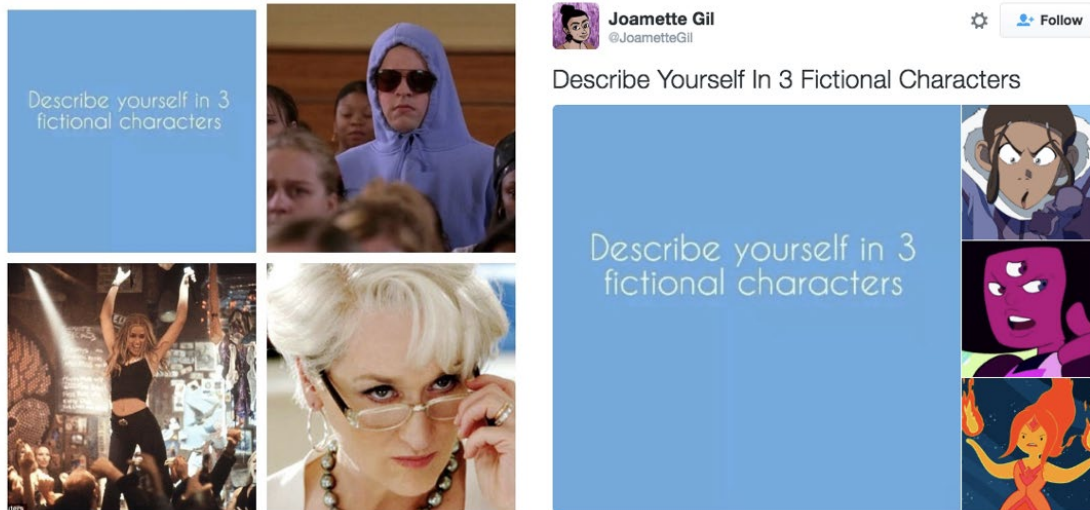 Describe yourself in 3
fictional characters
Joamette Gil
@JoametteGil
Follow
Describe Yourself In 3 Fictional Characters
Describe yourself in 3
fictional characters